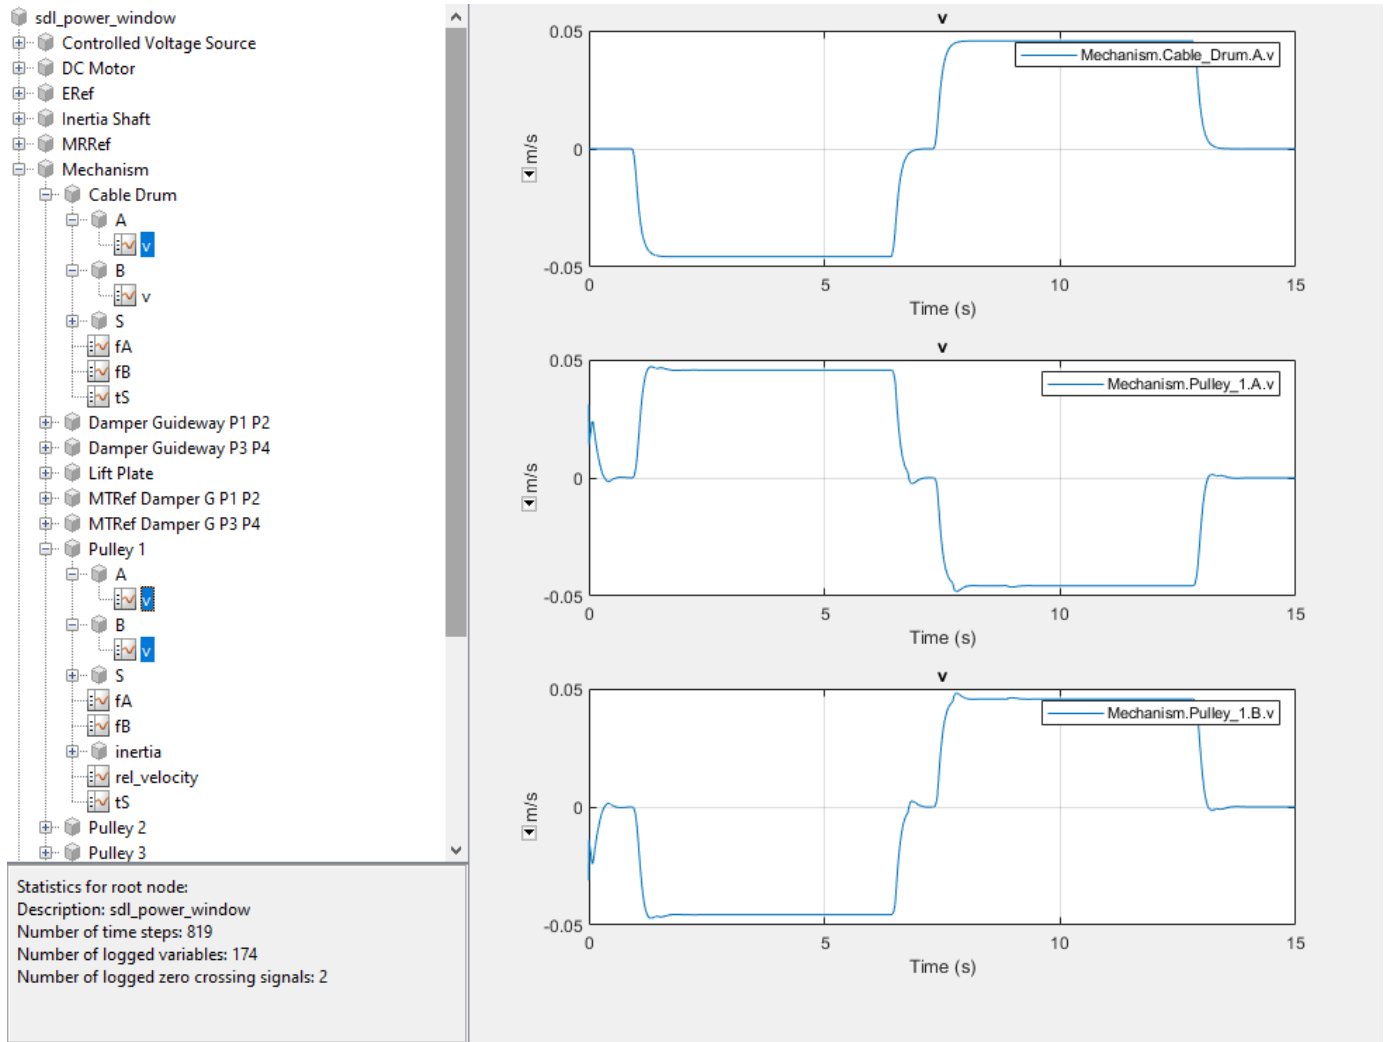 sdl_power_window
Controlled Voltage Source
DC Motor
ERef
Inertia Shaft
MRRef
Mechanism
Cable Drum
A
v
B
v
S
fA
fB
tS
Damper Guideway P1 P2
Damper Guideway P3 P4
Lift Plate
MTRef Damper G P1 P2
MTRef Damper G P3 P4
Pulley 1
A
v
B
v
S
fA
fB
inertia
rel_velocity
tS
Pulley 2
Pulley 3
Statistics for root node:
Description: sdl_power_window
Number of time steps: 819
Number of logged variables: 174
Number of logged zero crossing signals: 2
v
0.05
Mechanism.Cable_Drum.A.v
m/s
0
-0.05
0 5 10 15
Time (s)
v
0.05
Mechanism.Pulley_1.A.v
m/s
0
-0.05
0 5 10 15
Time (s)
v
0.05
Mechanism.Pulley_1.B.v
m/s
0
-0.05
0 5 10 15
Time (s)